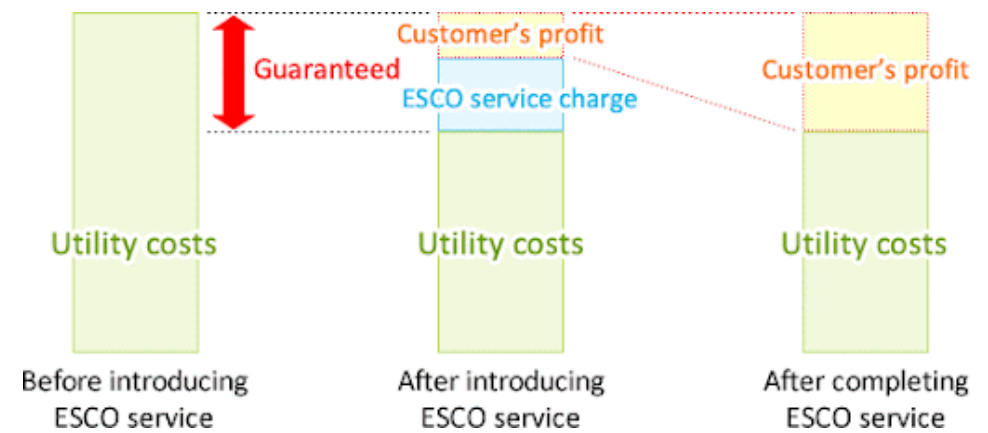 Customer's profit
Guaranteed
Customer's profit
ESCO service charge
Utility costs
Utility costs
Utility costs
Before introducing
ESCO service
After introducing
ESCO service
After completing
ESCO service